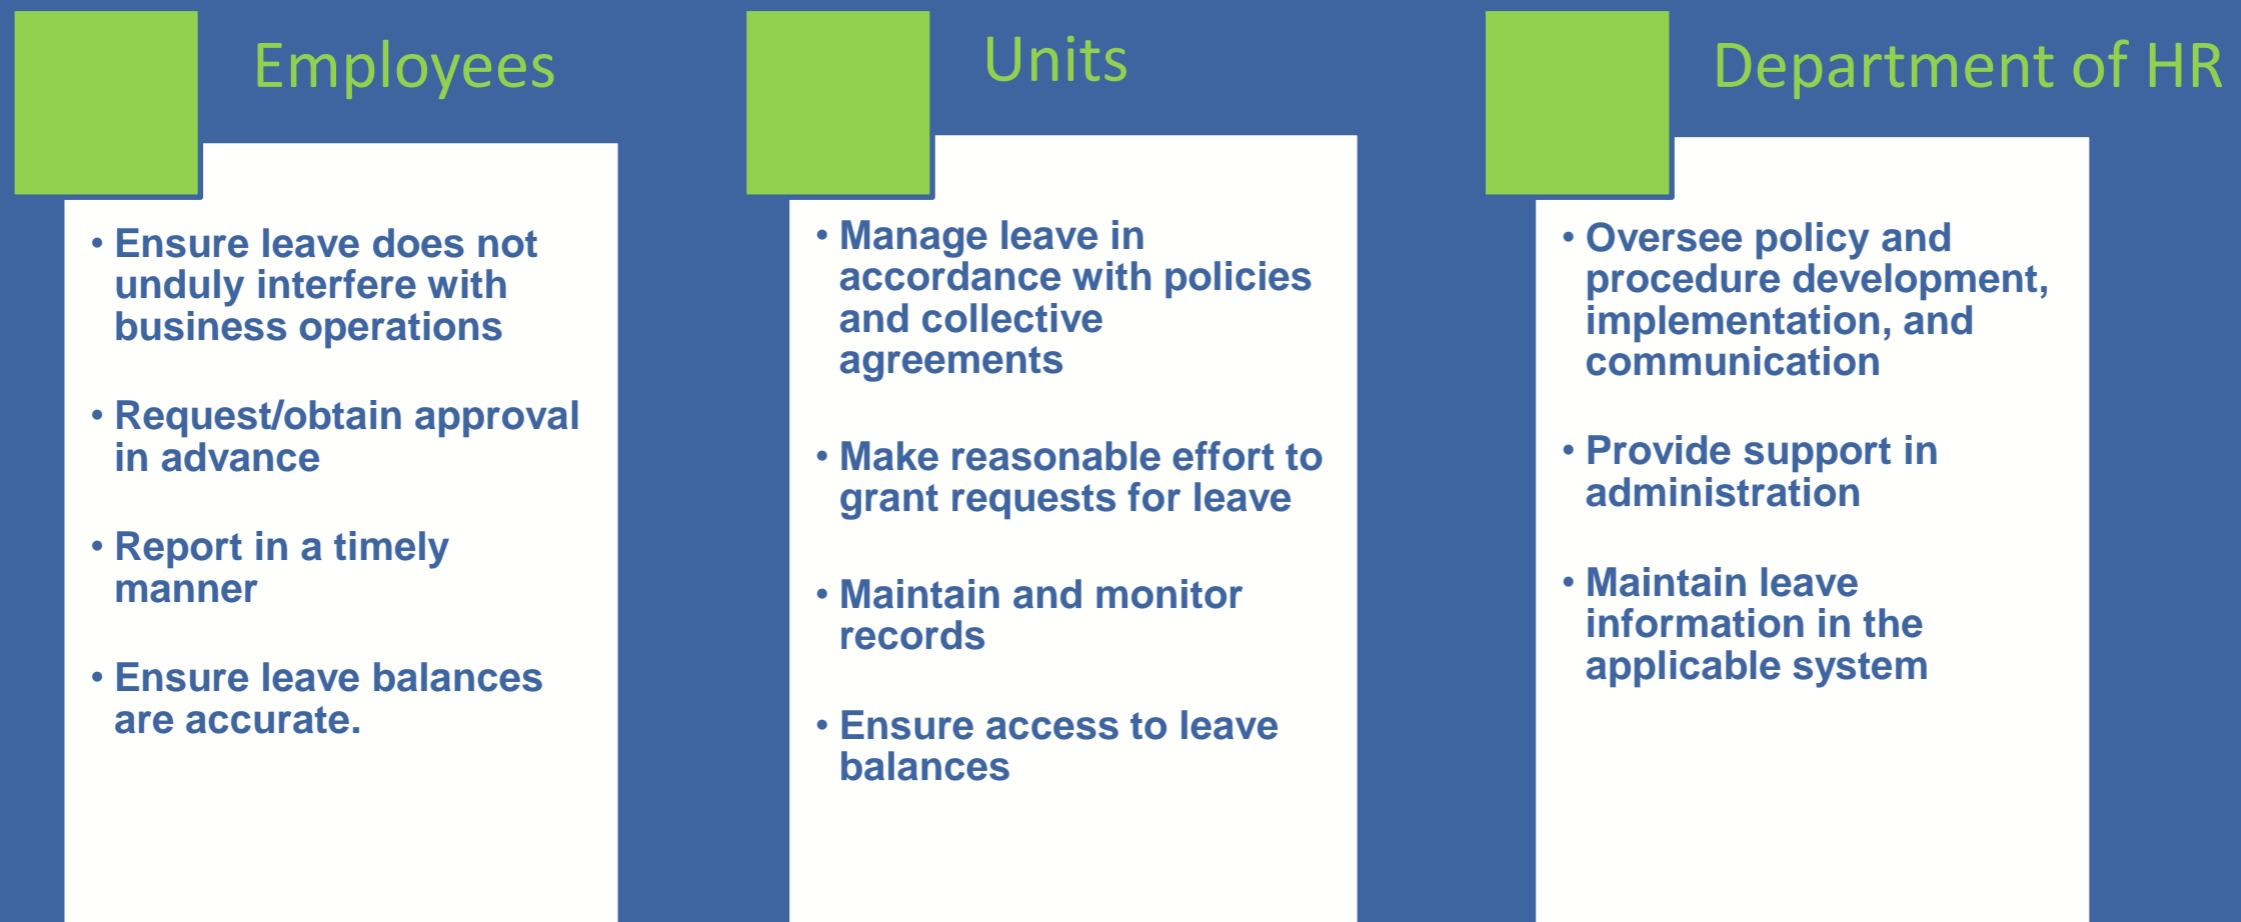 Employees
• Ensure leave does not
unduly interfere with
business operations
• Request/obtain approval
in advance
• Report in a timely
manner
• Ensure leave balances
are accurate.
Units
• Manage leave in
accordance with policies
and collective
agreements
• Make reasonable effort to
grant requests for leave
• Maintain and monitor
records
• Ensure access to leave
balances
Department of HR
• Oversee policy and
procedure development,
implementation, and
communication
• Provide support in
administration
• Maintain leave
information in the
applicable system